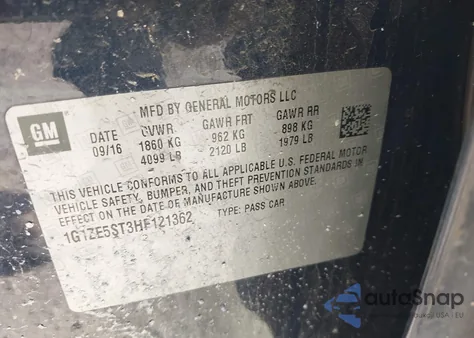 GM
MFD BY GENERAL MOTORS LLC
DATE GVWR GAWR FRT GAWR RR
09/16 1860 KG 962 KG 898 KG
4099 LB 2120 LB 1979 LB
THIS VEHICLE CONFORMS TO ALL APPLICABLE U.S. FEDERAL MOTOR
VEHICLE SAFETY, BUMPER, AND THEFT PREVENTION STANDARDS IN
EFFECT ON THE DATE OF MANUFACTURE SHOWN ABOVE.
1G1ZE5ST3HF121362 TYPE: PASS CAR
autoSnap
USA | EU